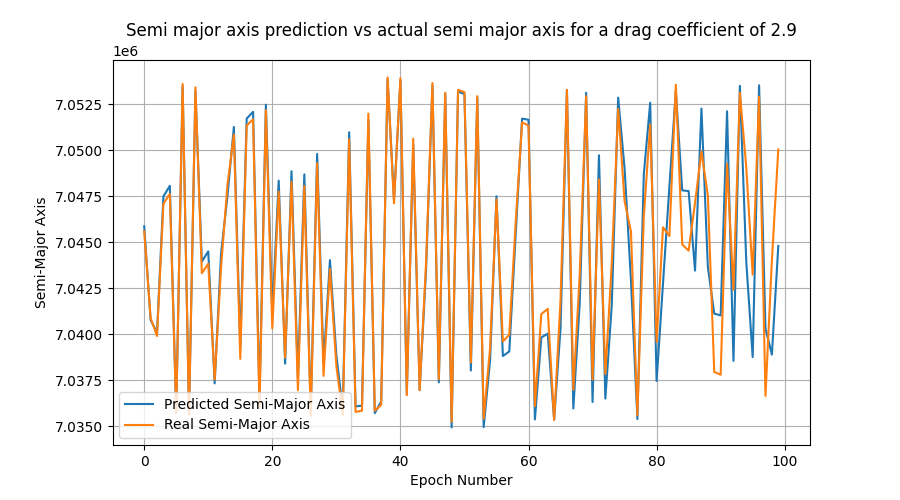 Semi major axis prediction vs actual semi major axis for a drag coefficient of 2.9
1e6
7.0525
7.0500
7.0475
7.0450
7.0425
7.0400
7.0375
7.0350
Semi-Major Axis
Predicted Semi-Major Axis
Real Semi-Major Axis
0 20 40 60 80 100
Epoch Number